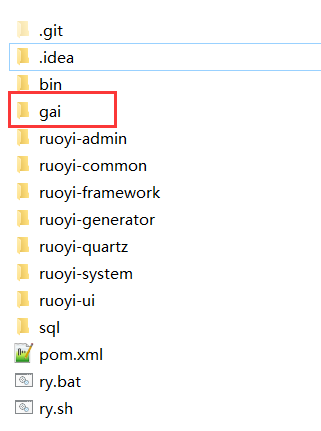 .git
.idea
bin
gai
ruoyi-admin
ruoyi-common
ruoyi-framework
ruoyi-generator
ruoyi-quartz
ruoyi-system
ruoyi-ui
sql
pom.xml
ry.bat
ry.sh